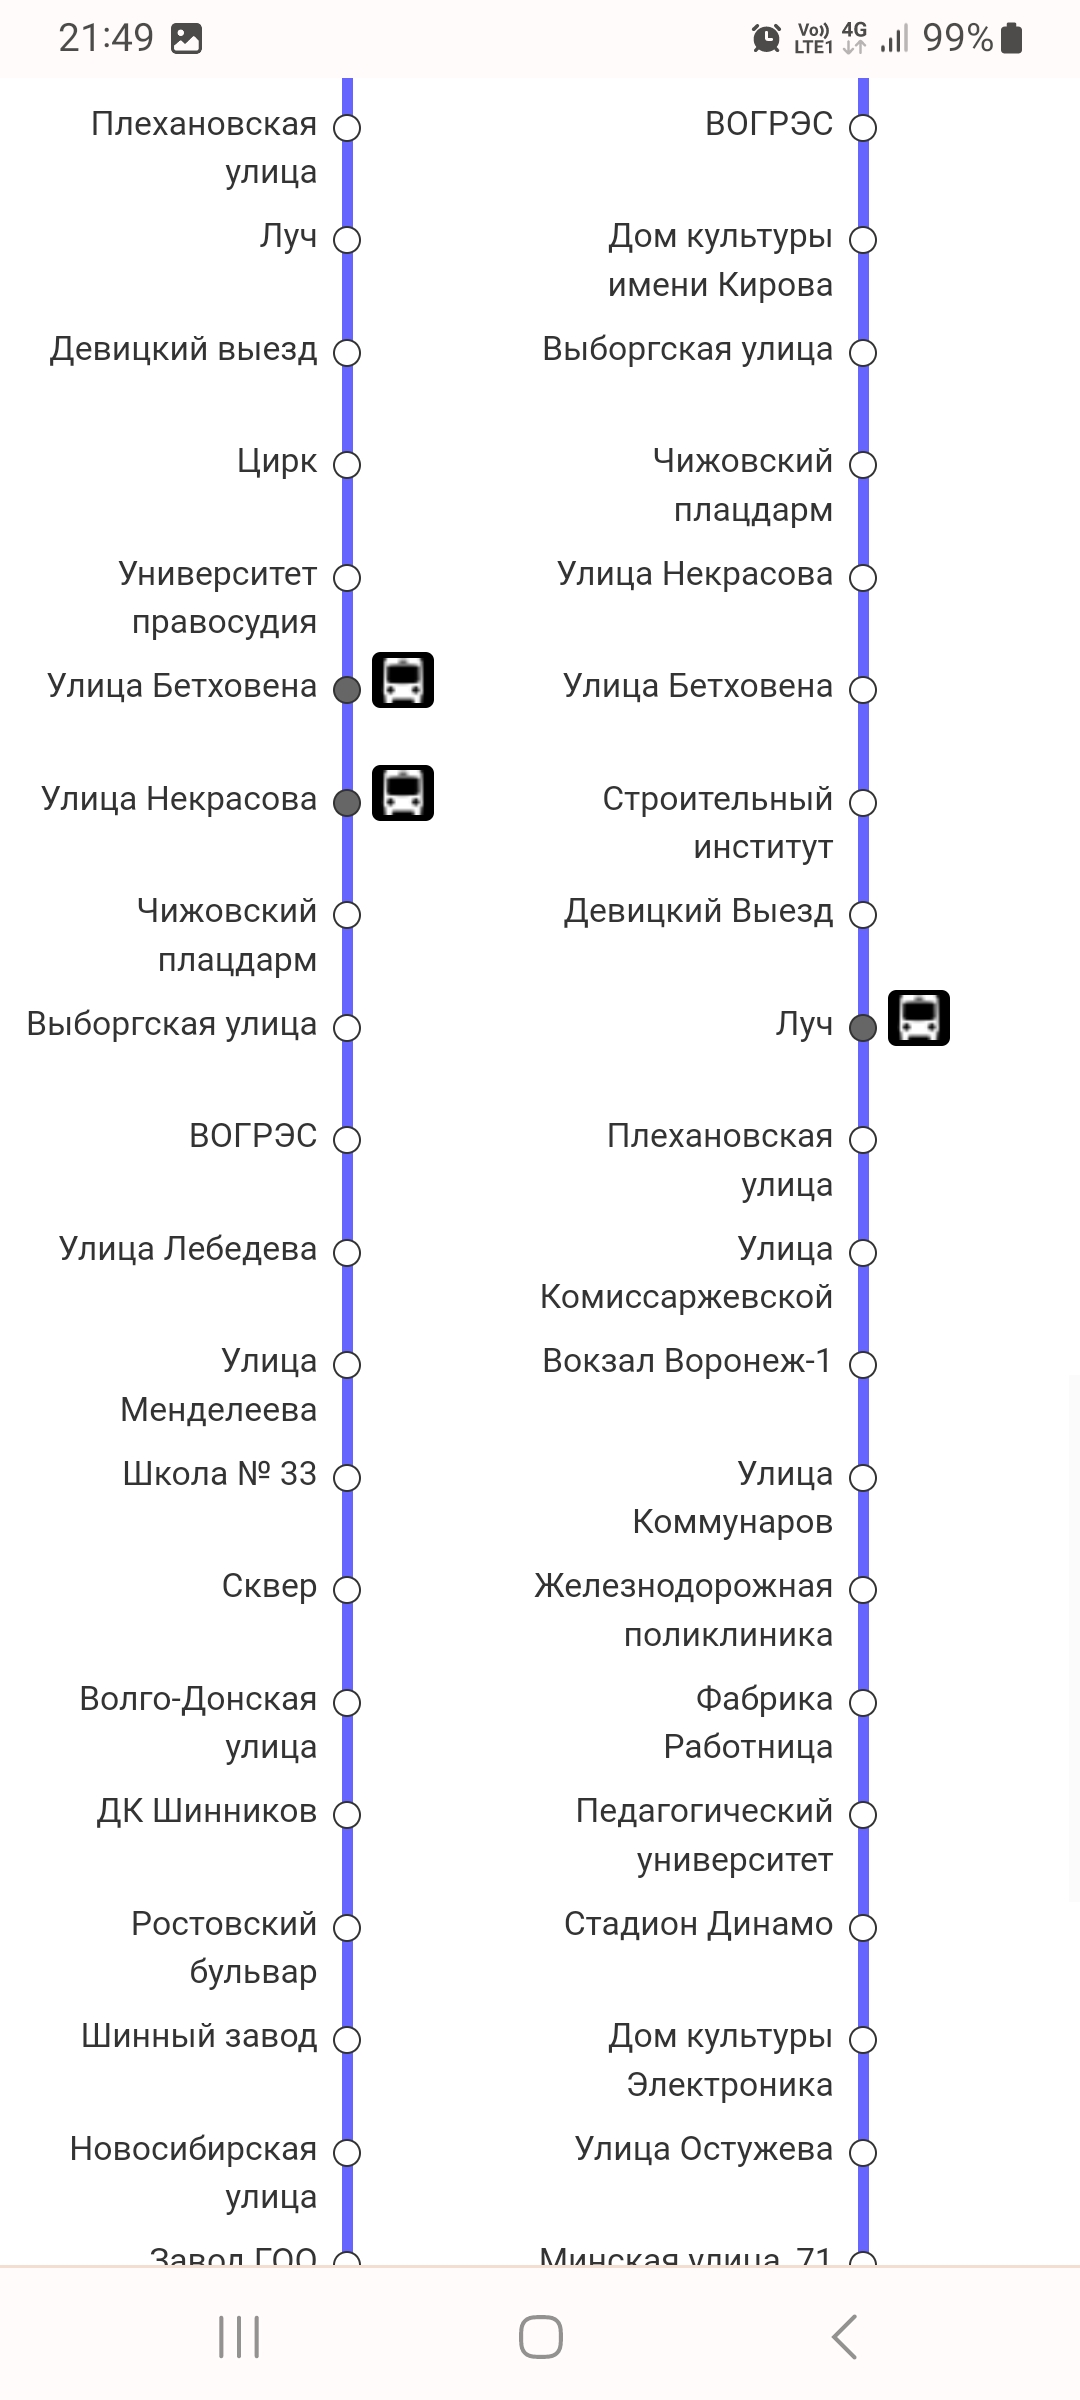 21:49
Vo)) LTE1 4G 99%
Плехановская
улица
Луч
Девицкий выезд
Цирк
Университет
правосудия
Улица Бетховена
Улица Некрасова
Чижовский
плацдарм
Выборгская улица
ВОГРЭС
Улица Лебедева
Улица
Менделеева
Школа № 33
Сквер
Волго-Донская
улица
ДК Шинников
Ростовский
бульвар
Шинный завод
Новосибирская
улица
Завод ГОО
ВОГРЭС
Дом культуры
имени Кирова
Выборгская улица
Чижовский
плацдарм
Улица Некрасова
Улица Бетховена
Строительный
институт
Девицкий Выезд
Луч
Плехановская
улица
Улица
Комиссаржевской
Вокзал Воронеж-1
Улица
Коммунаров
Железнодорожная
поликлиника
Фабрика
Работница
Педагогический
университет
Стадион Динамо
Дом культуры
Электроника
Улица Остужева
Минская улица, 71